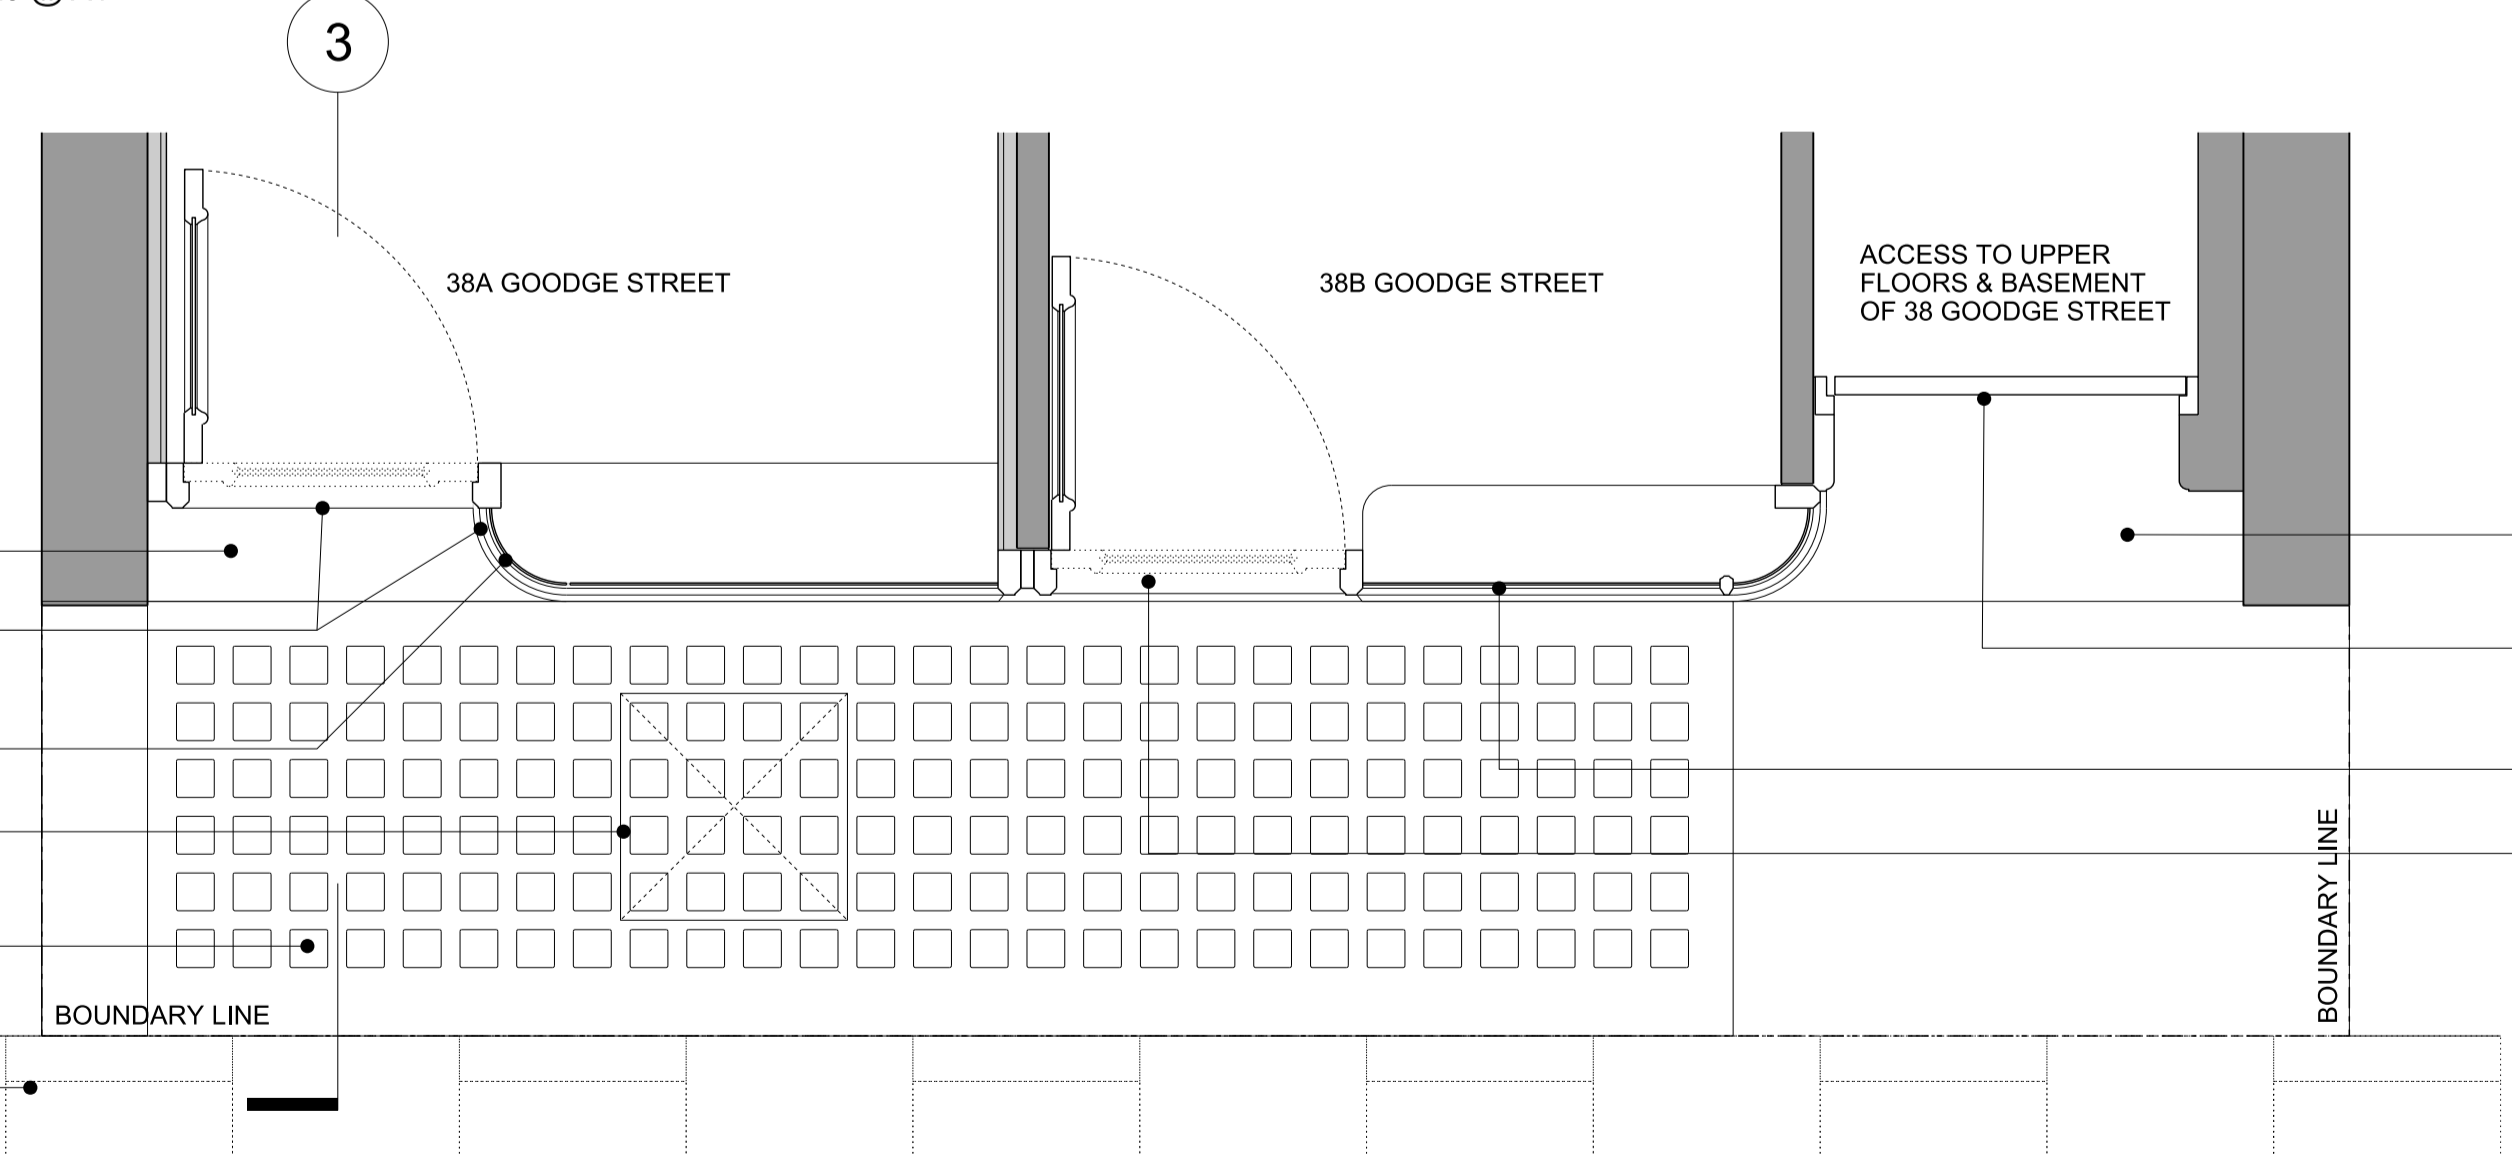 3
38A GOODGE STREET
38B GOODGE STREET
ACCESS TO UPPER
FLOORS & BASEMENT
OF 38 GOODGE STREET
BOUNDARY LINE
BOUNDARY LINE